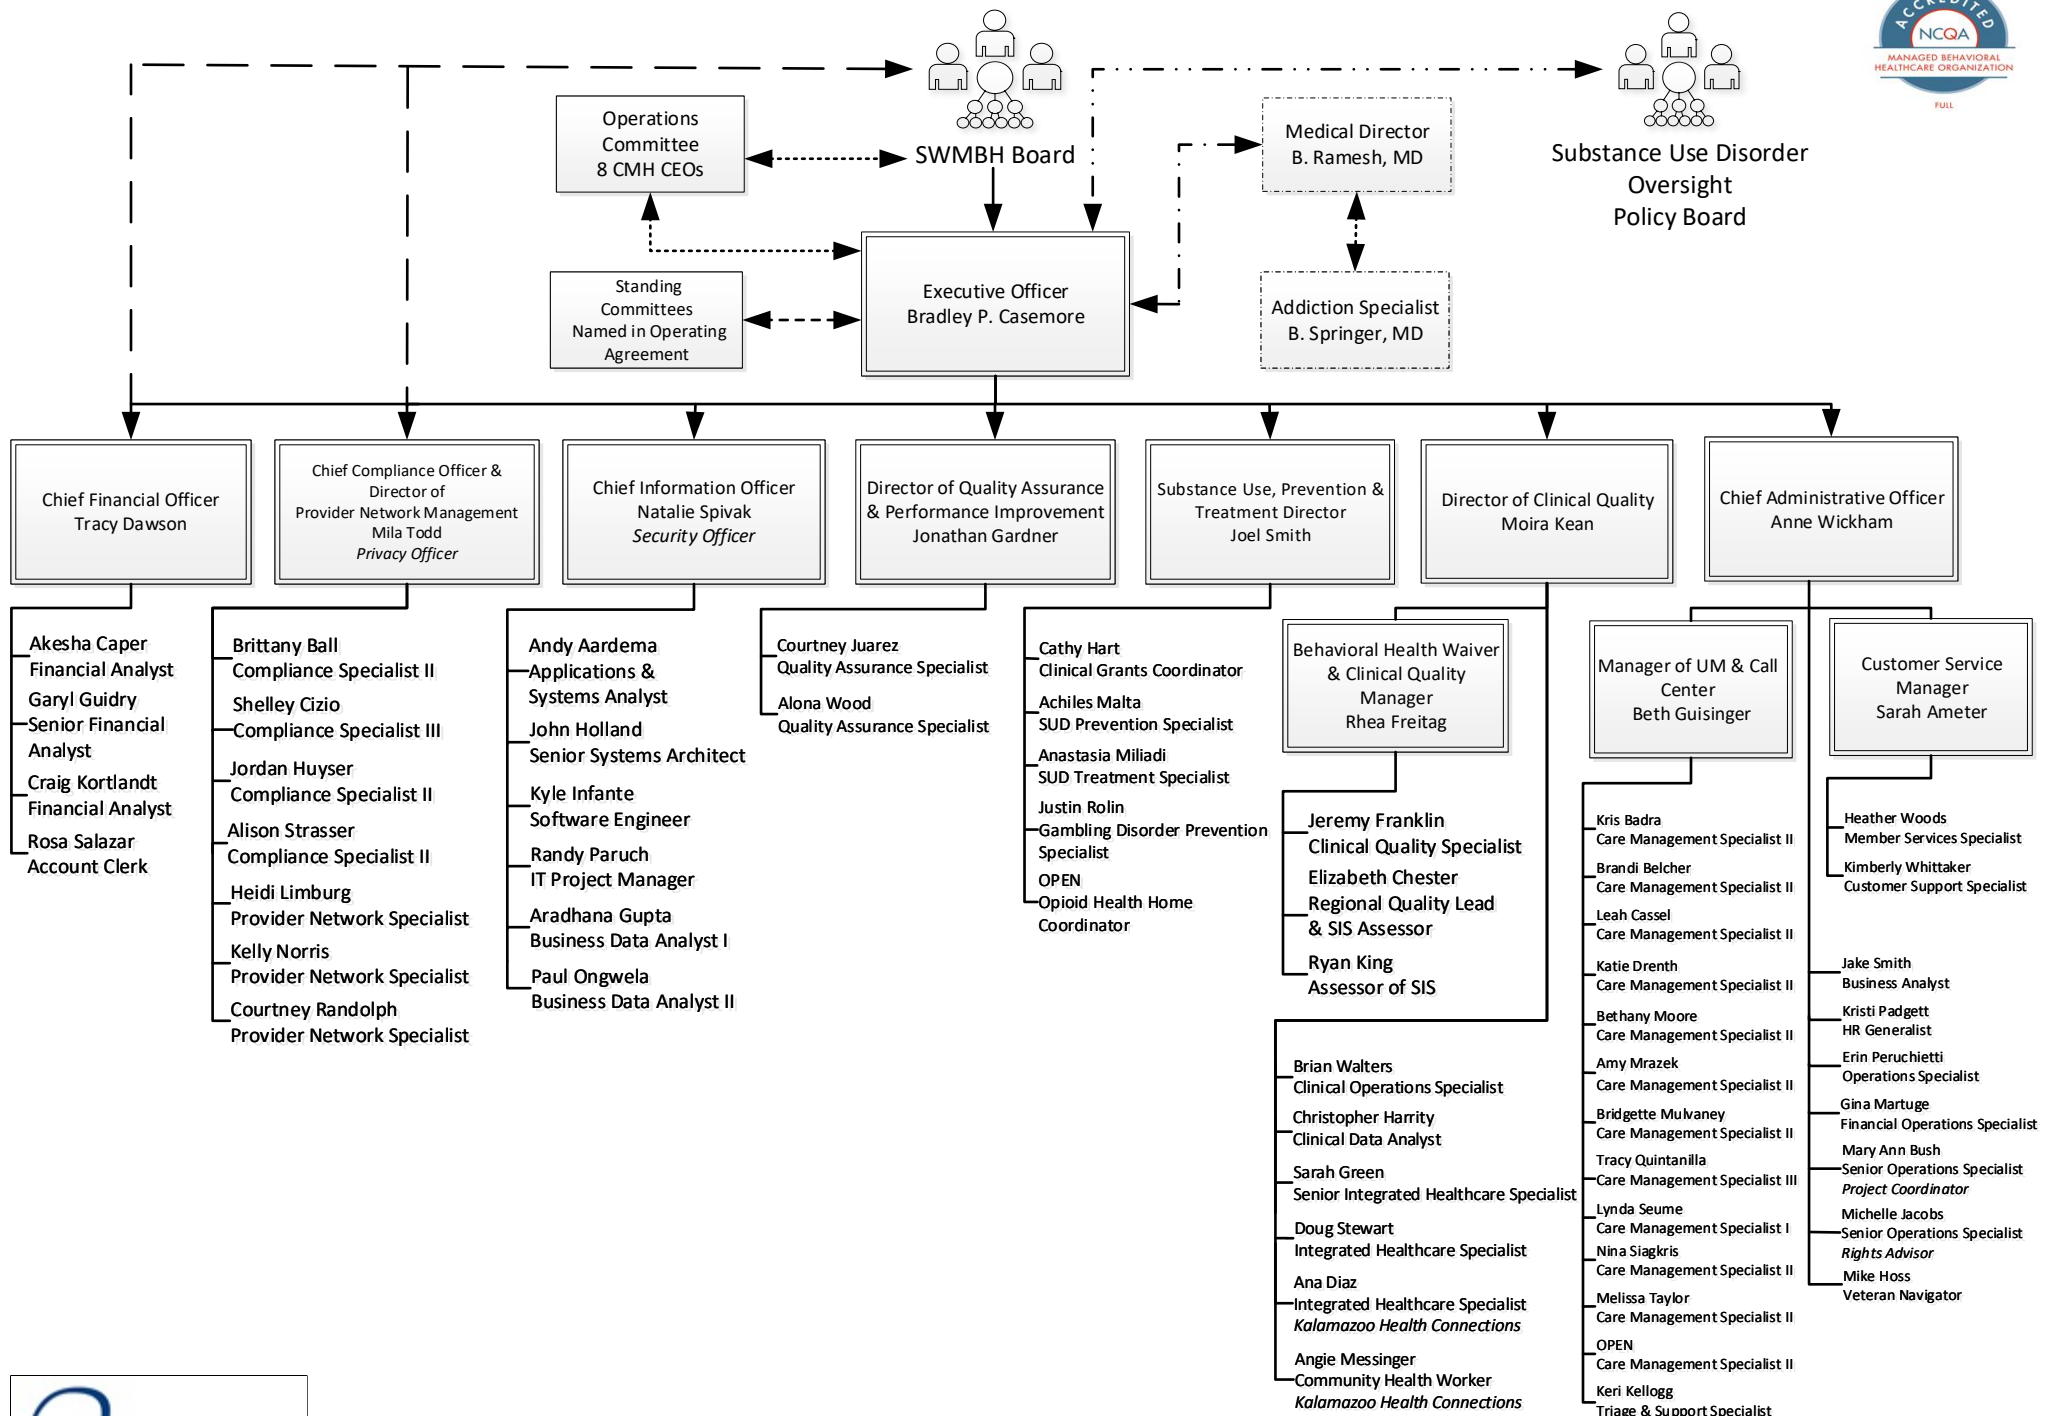 ACCREDITED
NCQA
MANAGED BEHAVIORAL
HEALTHCARE ORGANIZATION
FULL
SWMBH Board
Substance Use Disorder
Oversight
Policy Board
Operations
Committee
8 CMH CEOs
Medical Director
B. Ramesh, MD
Standing
Committees
Named in Operating
Agreement
Executive Officer
Bradley P. Casemore
Addiction Specialist
B. Springer, MD
Chief Financial Officer
Tracy Dawson
Chief Compliance Officer &
Director of
Provider Network Management
Mila Todd
Privacy Officer
Chief Information Officer
Natalie Spivak
Security Officer
Director of Quality Assurance
& Performance Improvement
Jonathan Gardner
Substance Use, Prevention &
Treatment Director
Joel Smith
Director of Clinical Quality
Moira Kean
Chief Administrative Officer
Anne Wickham
Akesha Caper
Financial Analyst
Garyl Guidry
Senior Financial
Analyst
Craig Kortlandt
Financial Analyst
Rosa Salazar
Account Clerk
Brittany Ball
Compliance Specialist II
Shelley Cizio
Compliance Specialist III
Jordan Huyser
Compliance Specialist II
Alison Strasser
Compliance Specialist II
Heidi Limburg
Provider Network Specialist
Kelly Norris
Provider Network Specialist
Courtney Randolph
Provider Network Specialist
Andy Aardema
Applications &
Systems Analyst
John Holland
Senior Systems Architect
Kyle Infante
Software Engineer
Randy Paruch
IT Project Manager
Aradhana Gupta
Business Data Analyst I
Paul Ongwela
Business Data Analyst II
Courtney Juarez
Quality Assurance Specialist
Alona Wood
Quality Assurance Specialist
Cathy Hart
Clinical Grants Coordinator
Achiles Malta
SUD Prevention Specialist
Anastasia Miliadi
SUD Treatment Specialist
Justin Rolin
Gambling Disorder Prevention
Specialist
OPEN
Opioid Health Home
Coordinator
Behavioral Health Waiver
& Clinical Quality
Manager
Rhea Freitag
Jeremy Franklin
Clinical Quality Specialist
Elizabeth Chester
Regional Quality Lead
& SIS Assessor
Ryan King
Assessor of SIS
Brian Walters
Clinical Operations Specialist
Christopher Harrity
Clinical Data Analyst
Sarah Green
Senior Integrated Healthcare Specialist
Doug Stewart
Integrated Healthcare Specialist
Ana Diaz
Integrated Healthcare Specialist
Kalamazoo Health Connections
Angie Messinger
Community Health Worker
Kalamazoo Health Connections
Manager of UM & Call
Center
Beth Guisinger
Kris Badra
Care Management Specialist II
Brandi Belcher
Care Management Specialist II
Leah Cassel
Care Management Specialist II
Katie Drenth
Care Management Specialist II
Bethany Moore
Care Management Specialist II
Amy Mrazek
Care Management Specialist II
Bridgette Mulvaney
Care Management Specialist II
Tracy Quintanilla
Care Management Specialist III
Lynda Seume
Care Management Specialist I
Nina Siagkris
Care Management Specialist II
Melissa Taylor
Care Management Specialist II
OPEN
Care Management Specialist II
Keri Kellogg
Triage & Support Specialist
Customer Service
Manager
Sarah Ameter
Heather Woods
Member Services Specialist
Kimberly Whittaker
Customer Support Specialist
Jake Smith
Business Analyst
Kristi Padgett
HR Generalist
Erin Peruchietti
Operations Specialist
Gina Martuge
Financial Operations Specialist
Mary Ann Bush
Senior Operations Specialist
Project Coordinator
Michelle Jacobs
Senior Operations Specialist
Rights Advisor
Mike Hoss
Veteran Navigator